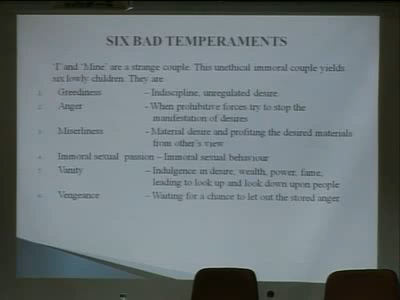 SIX BAD TEMPERAMENTS
'I' and 'Mine' are a strange couple. This unethical immoral couple yields
six lowly children. They are
1. Greediness – Indiscipline, unregulated desire
2. Anger - When prohibitive forces try to stop the
manifestation of desires
3. Miserliness - Material desire and profiting the desired materials
from other's view
4. Immoral sexual passion – Immoral sexual behaviour
5. Vanity – Indulgence in desire, wealth, power, fame,
leading to look up and look down upon people
6. Vengeance – Waiting for a chance to let out the stored anger